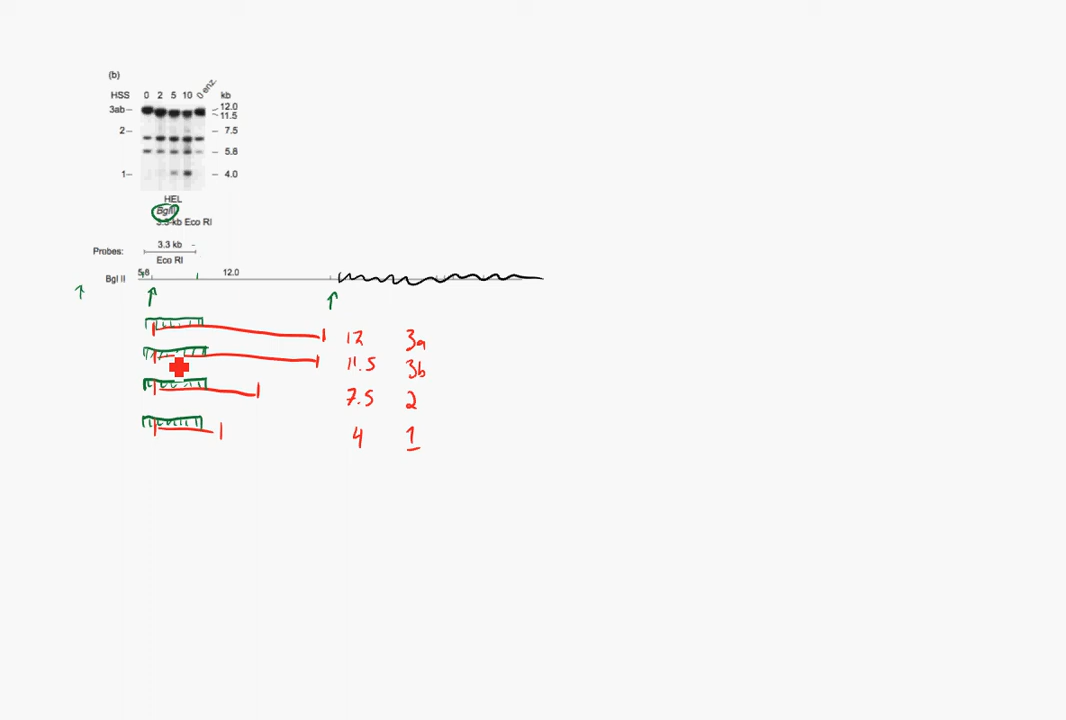 (b)
HSS 0 2 5 10 0 enz. kb
3ab– 12.0
11.5
2– – 7.5
– 5.8
1– – 4.0
HEL
Bgl II
3.3-kb Eco RI
3.3 kb
Probes:
Eco RI
5.8 12.0
Bgl II
12 3a
11.5 3b
7.5 2
4 1